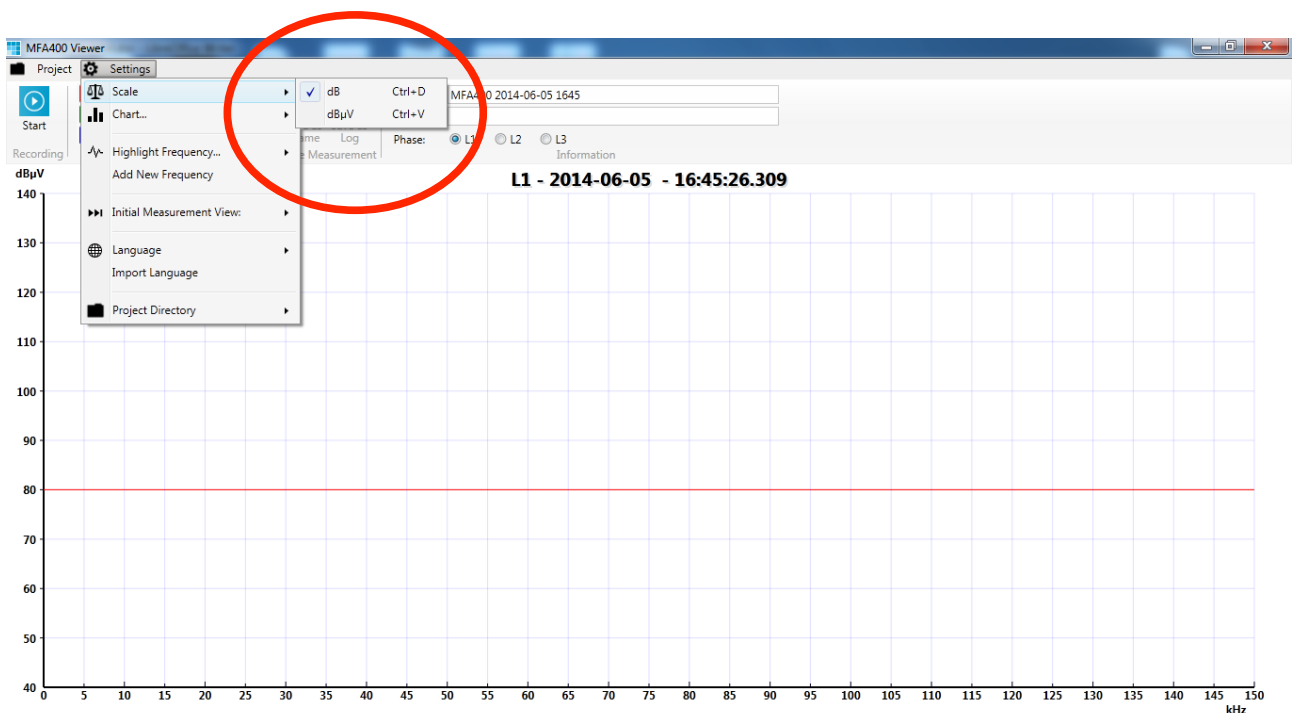 MFA400 Viewer
Project Settings
Scale
Chart...
Highlight Frequency...
Add New Frequency
Initial Measurement View:
Language
Import Language
Project Directory
dB Ctrl+D
dBµV Ctrl+V
Start
Recording
Log
Measurement
MFA400 2014-06-05 1645
Phase: L1 L2 L3
Information
dBµV
L1 - 2014-06-05 - 16:45:26.309
140
130
120
110
100
90
80
70
60
50
40
0 5 10 15 20 25 30 35 40 45 50 55 60 65 70 75 80 85 90 95 100 105 110 115 120 125 130 135 140 145 150
kHz